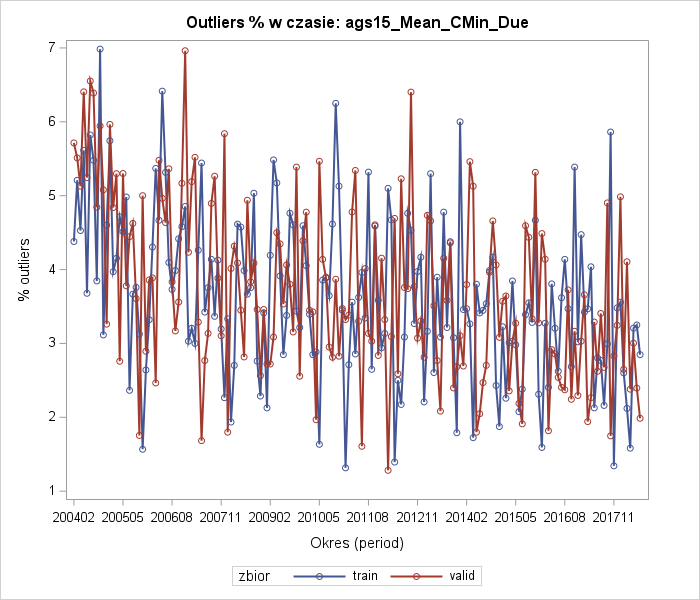 Outliers % w czasie: ags15_Mean_CMin_Due
7
6
5
4
3
2
1
% outliers
200402 200505 200608 200711 200902 201005 201108 201211 201402 201505 201608 201711
Okres (period)
zbior train valid